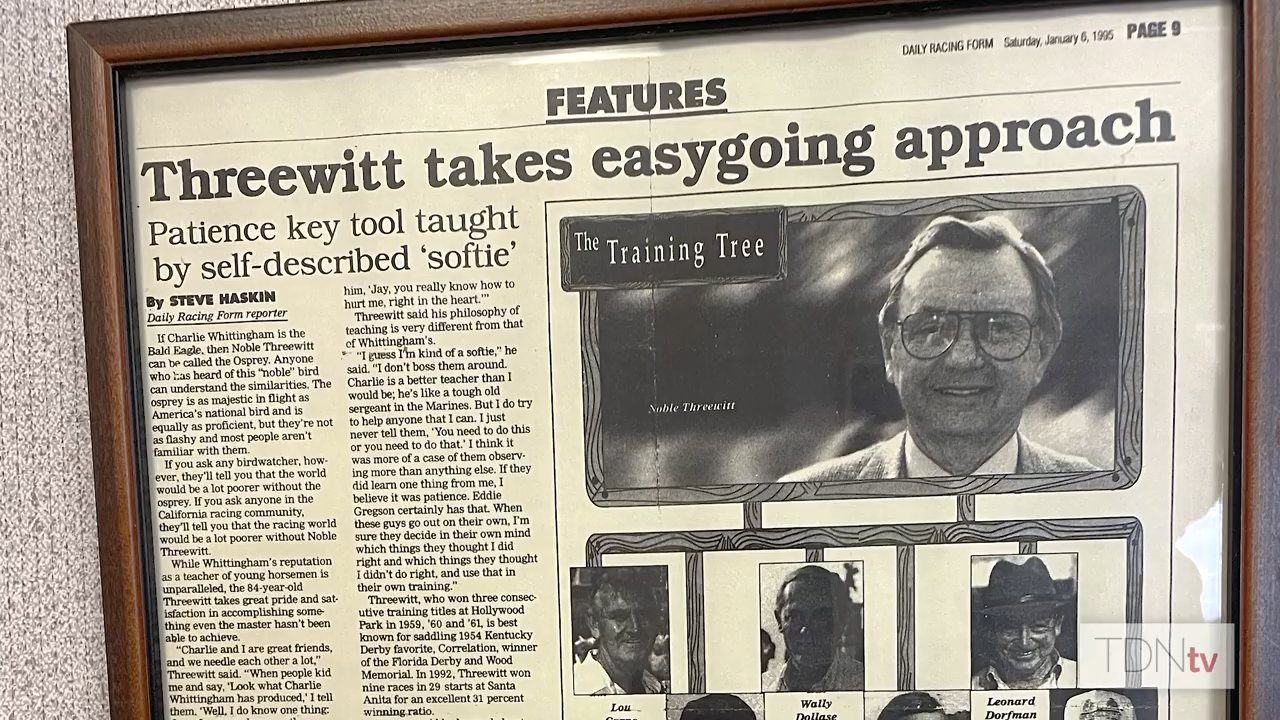 DAILY RACING FORM Saturday, January 6, 1995 PAGE 9
FEATURES
Threewitt takes easygoing approach
Patience key tool taught
by self-described ‘softie’
By STEVE HASKIN
Daily Racing Form reporter
If Charlie Whittingham is the
Bald Eagle, then Noble Threewitt
can be called the Osprey. Anyone
who has heard of this “noble” bird
can understand the similarities. The
osprey is as majestic in flight as
America's national bird and is
equally as proficient, but they're not
as flashy and most people aren't
familiar with them.
If you ask any birdwatcher, how-
ever, they'll tell you that the world
would be a lot poorer without the
osprey. If you ask anyone in the
California racing community,
they'll tell you that the racing world
would be a lot poorer without Noble
Threewitt.
While Whittingham's reputation
as a teacher of young horsemen is
unparalleled, the 84-year-old
Threewitt takes great pride and sat-
isfaction in accomplishing some-
thing even the master hasn't been
able to achieve.
“Charlie and I are great friends,
and we needle each other a lot,”
Threewitt said. “When people kid
me and say, ‘Look what Charlie
Whittingham has produced,’ I tell
them, ‘Well, I do know one thing:
him, ‘Jay, you really know how to
hurt me, right in the heart.’”
Threewitt said his philosophy of
teaching is very different from that
of Whittingham's.
“I guess I'm kind of a softie,” he
said. “I don't boss them around.
Charlie is a better teacher than I
would be; he's like a tough old
sergeant in the Marines. But I do try
to help anyone that I can. I just
never tell them, ‘You need to do this
or you need to do that.’ I think it
was more of a case of them observ-
ing more than anything else. If they
did learn one thing from me, I
believe it was patience. Eddie
Gregson certainly has that. When
these guys go out on their own, I'm
sure they decide in their own mind
which things they thought I did
right and which things they thought
I didn't do right, and use that in
their own training.”
Threewitt, who won three consec-
utive training titles at Hollywood
Park in 1959, '60 and '61, is best
known for saddling 1954 Kentucky
Derby favorite, Correlation, winner
of the Florida Derby and Wood
Memorial. In 1992, Threewitt won
nine races in 29 starts at Santa
Anita for an excellent 31 percent
winning ratio.
The Training Tree
Noble Threewitt
Lou
Wally
Dollase
Leonard
Dorfman
TDNtv